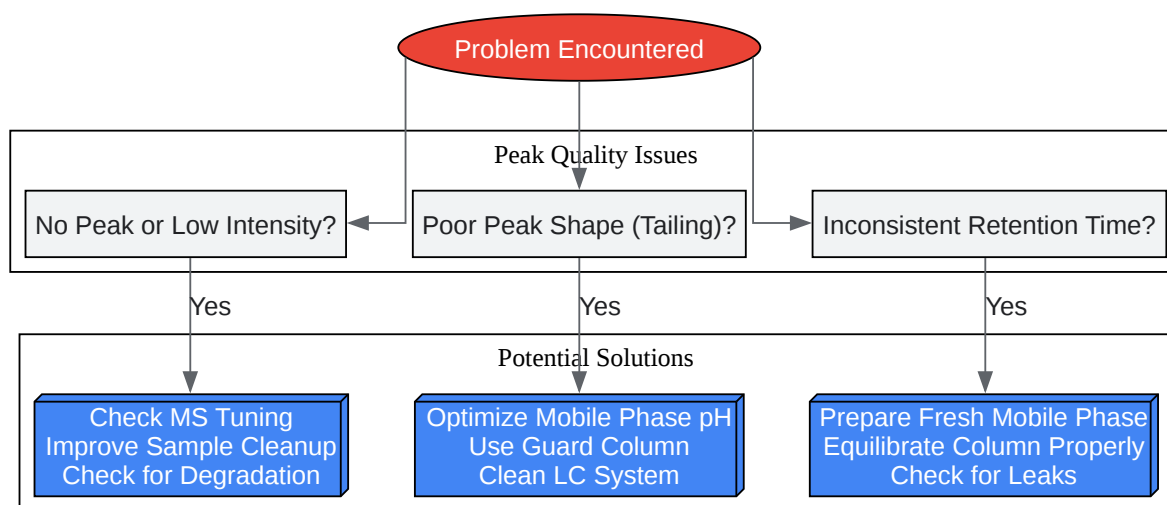 Problem Encountered
Peak Quality Issues
No Peak or Low Intensity?
Poor Peak Shape (Tailing)?
Inconsistent Retention Time?
Yes
Yes
Yes
Potential Solutions
Check MS Tuning
Improve Sample Cleanup
Check for Degradation
Optimize Mobile Phase pH
Use Guard Column
Clean LC System
Prepare Fresh Mobile Phase
Equilibrate Column Properly
Check for Leaks